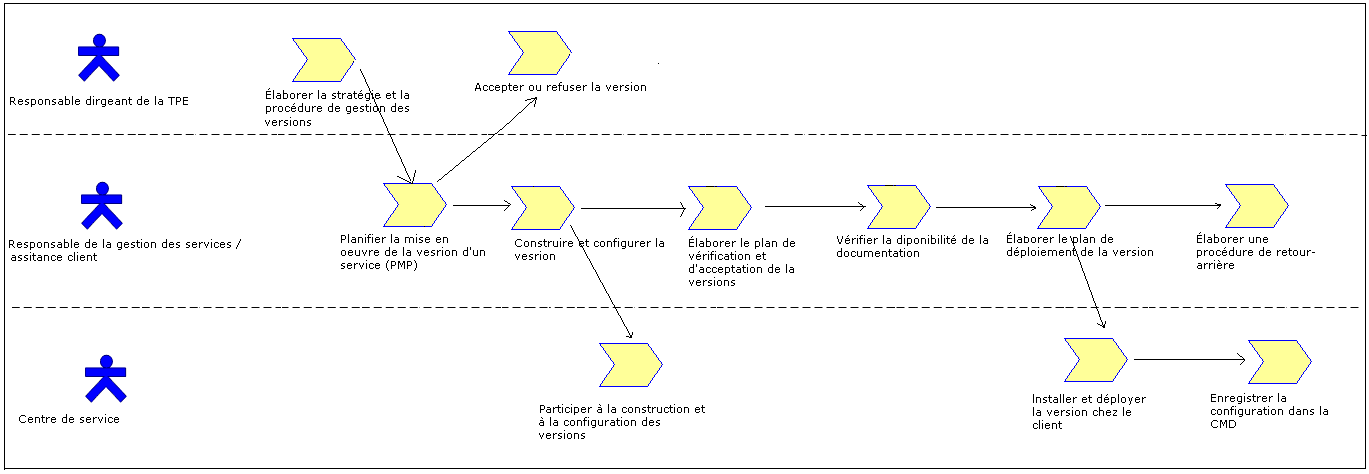 Responsable dirgeant de la TPE
Élaborer la stratégie et la
procédure de gestion des
versions
Accepter ou refuser la version
Responsable de la gestion des services /
assitance client
Planifier la mise en
oeuvre de la vesrion d'un
service (PMP)
Construire et configurer la
vesrion
Élaborer le plan de
vérification et
d'acceptation de la
versions
Vérifier la diponibilité de la
documentation
Élaborer le plan de
déploiement de la version
Élaborer une
procédure de retour-
arrière
Centre de service
Participer à la construction et
à la configuration des
versions
Installer et déployer
la version chez le
client
Enregistrer la
configuration dans la
CMD